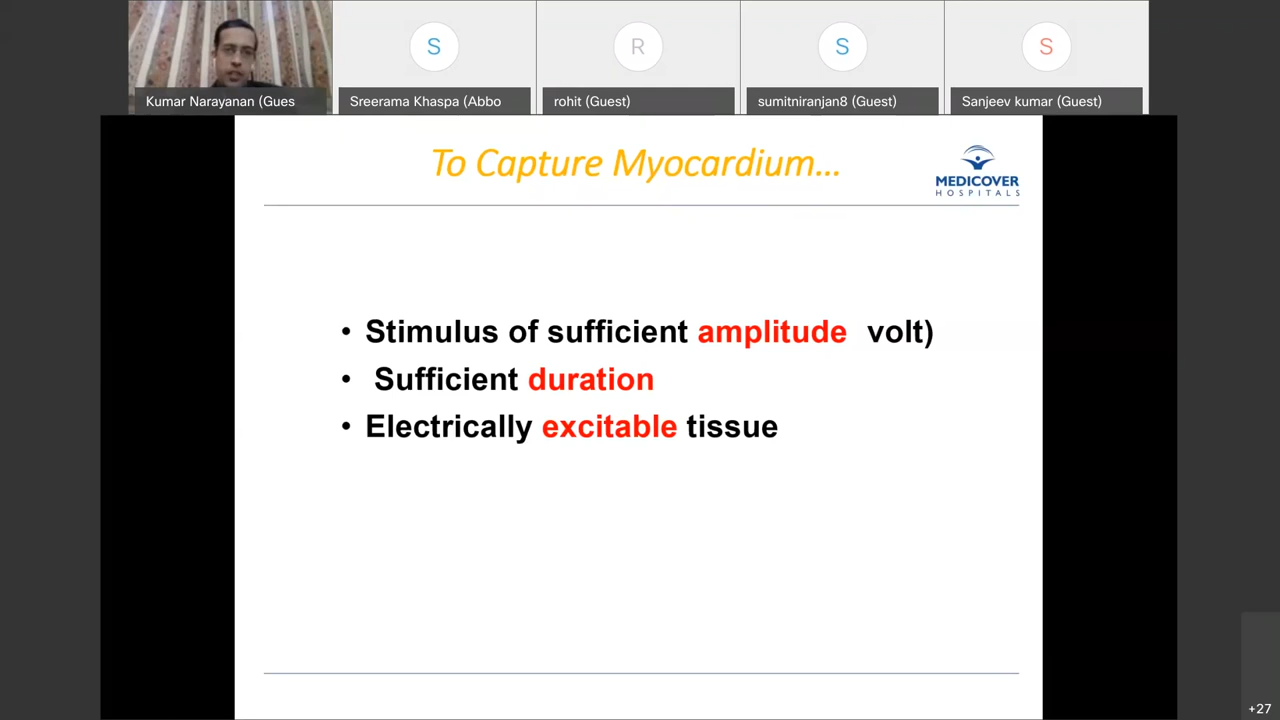 S
R
S
S
Kumar Narayanan (Gues
Sreerama Khaspa (Abbo
rohit (Guest)
sumitniranjan8 (Guest)
Sanjeev kumar (Guest)
To Capture Myocardium...
MEDICOVER
HOSPITALS
• Stimulus of sufficient amplitude volt)
• Sufficient duration
• Electrically excitable tissue
+27